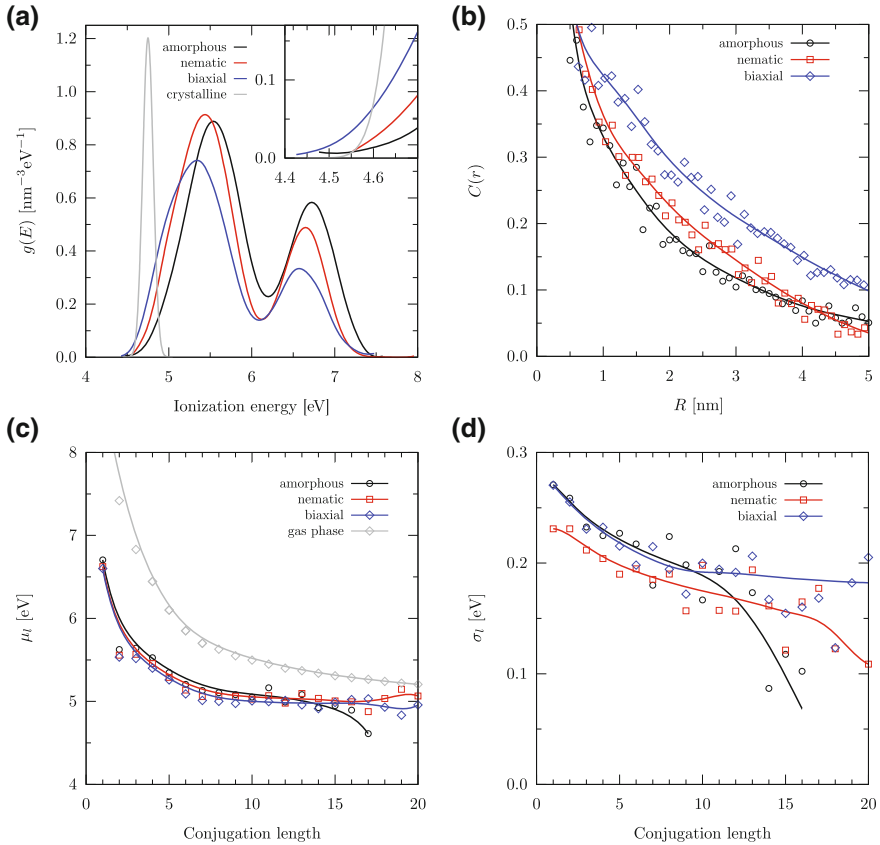 (a)
g(E) [nm⁻³eV⁻¹]
1.2
1.0
0.8
0.6
0.4
0.2
0.0
4 5 6 7 8
Ionization energy [eV]
amorphous
nematic
biaxial
crystalline
0.1
0.0
4.4 4.6
(b)
C(r)
0.5
0.4
0.3
0.2
0.1
0.0
0 1 2 3 4 5
R [nm]
amorphous
nematic
biaxial
(c)
μₗ [eV]
8
7
6
5
4
0 5 10 15 20
Conjugation length
amorphous
nematic
biaxial
gas phase
(d)
σₗ [eV]
0.3
0.2
0.1
0.0
0 5 10 15 20
Conjugation length
amorphous
nematic
biaxial